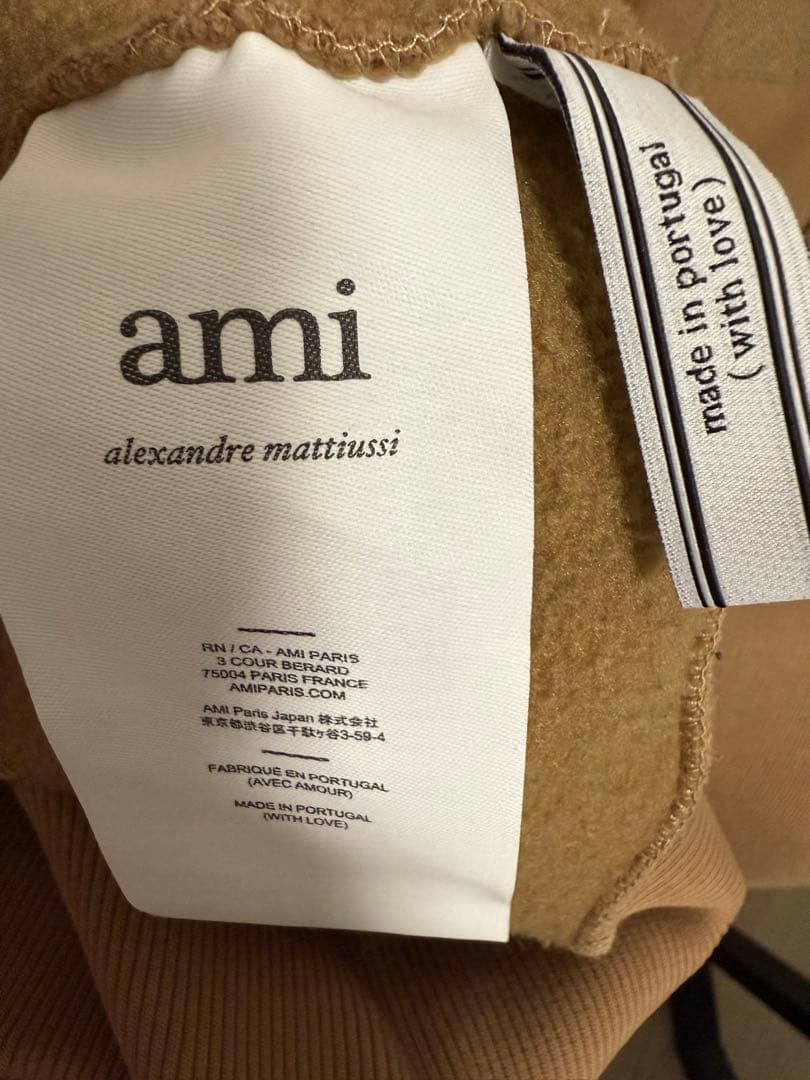 ami
alexandre mattiussi
RN / CA - AMI PARIS
3 COUR BERARD
75004 PARIS FRANCE
AMIPARIS.COM
AMI Paris Japan 株式会社
東京都渋谷区千駄ヶ谷3-59-4
FABRIQUÉ EN PORTUGAL
(AVEC AMOUR)
MADE IN PORTUGAL
(WITH LOVE)
made in portugal
(with love)